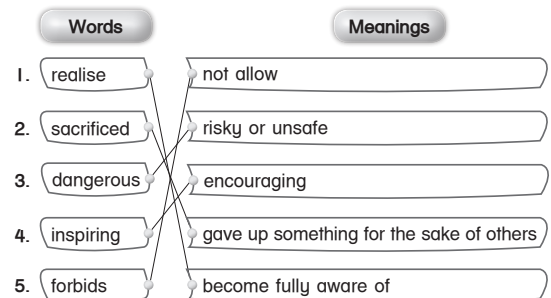 Words Meanings
1. realise not allow
2. sacrificed risky or unsafe
3. dangerous encouraging
4. inspiring gave up something for the sake of others
5. forbids become fully aware of